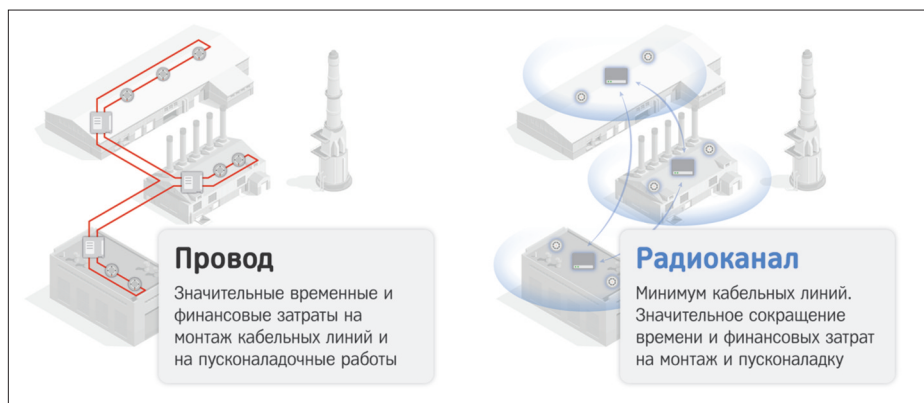 Провод
Значительные временные и
финансовые затраты на
монтаж кабельных линий и
на пусконаладочные работы
Радиоканал
Минимум кабельных линий.
Значительное сокращение
времени и финансовых затрат
на монтаж и пусконаладку